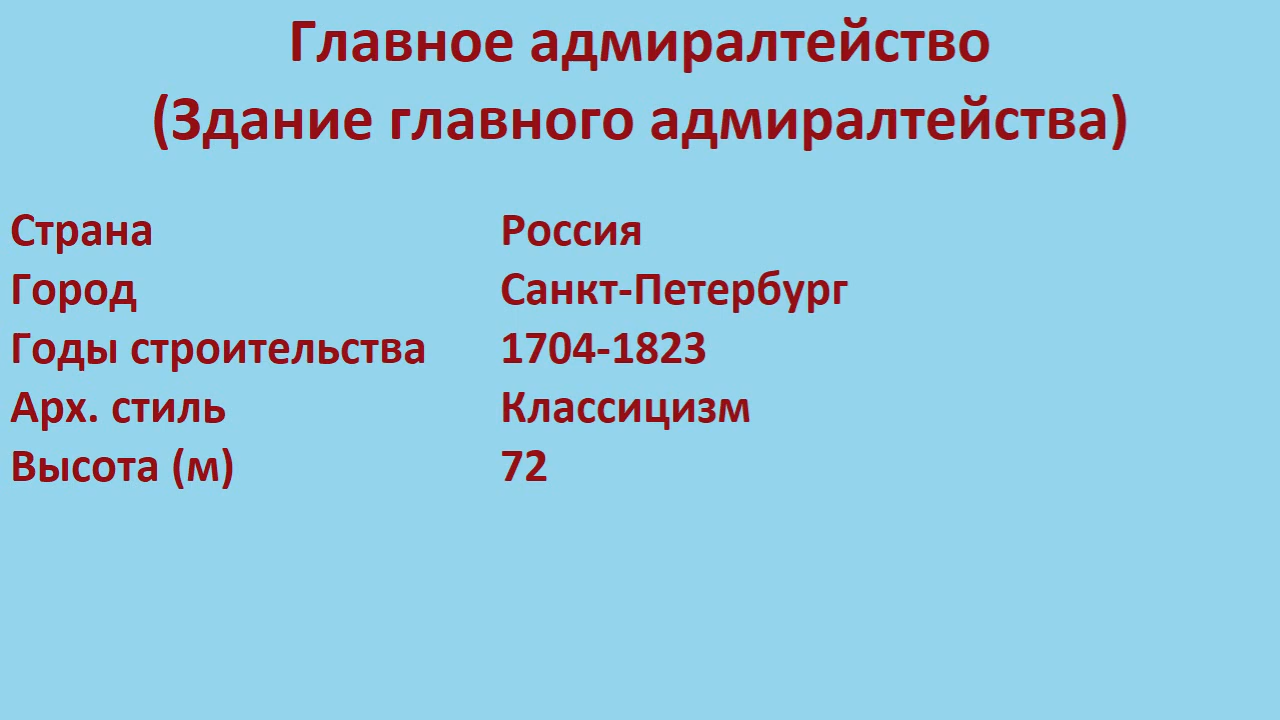 Главное адмиралтейство
(Здание главного адмиралтейства)
Страна Россия
Город Санкт-Петербург
Годы строительства 1704-1823
Арх. стиль Классицизм
Высота (м) 72